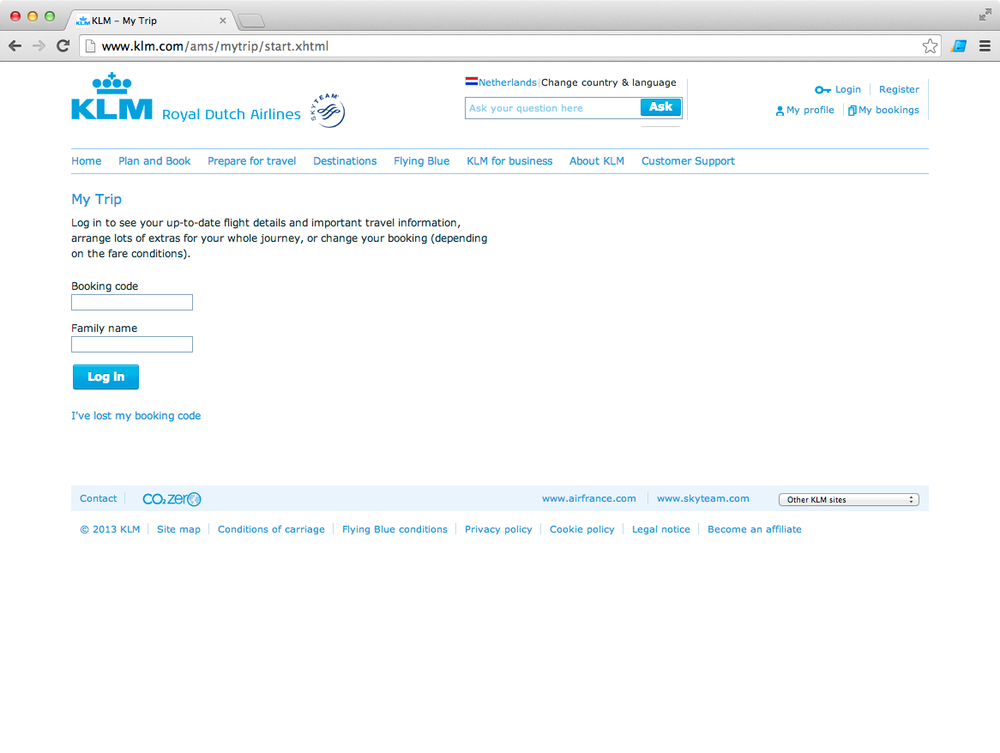 KLM – My Trip
www.klm.com/ams/mytrip/start.xhtml
KLM Royal Dutch Airlines SKYTEAM
Netherlands Change country & language
Ask your question here Ask
Login Register
My profile My bookings
Home Plan and Book Prepare for travel Destinations Flying Blue KLM for business About KLM Customer Support
My Trip
Log in to see your up-to-date flight details and important travel information,
arrange lots of extras for your whole journey, or change your booking (depending
on the fare conditions).
Booking code
Family name
Log in
I've lost my booking code
Contact CO₂ZERO www.airfrance.com www.skyteam.com Other KLM sites
© 2013 KLM Site map Conditions of carriage Flying Blue conditions Privacy policy Cookie policy Legal notice Become an affiliate